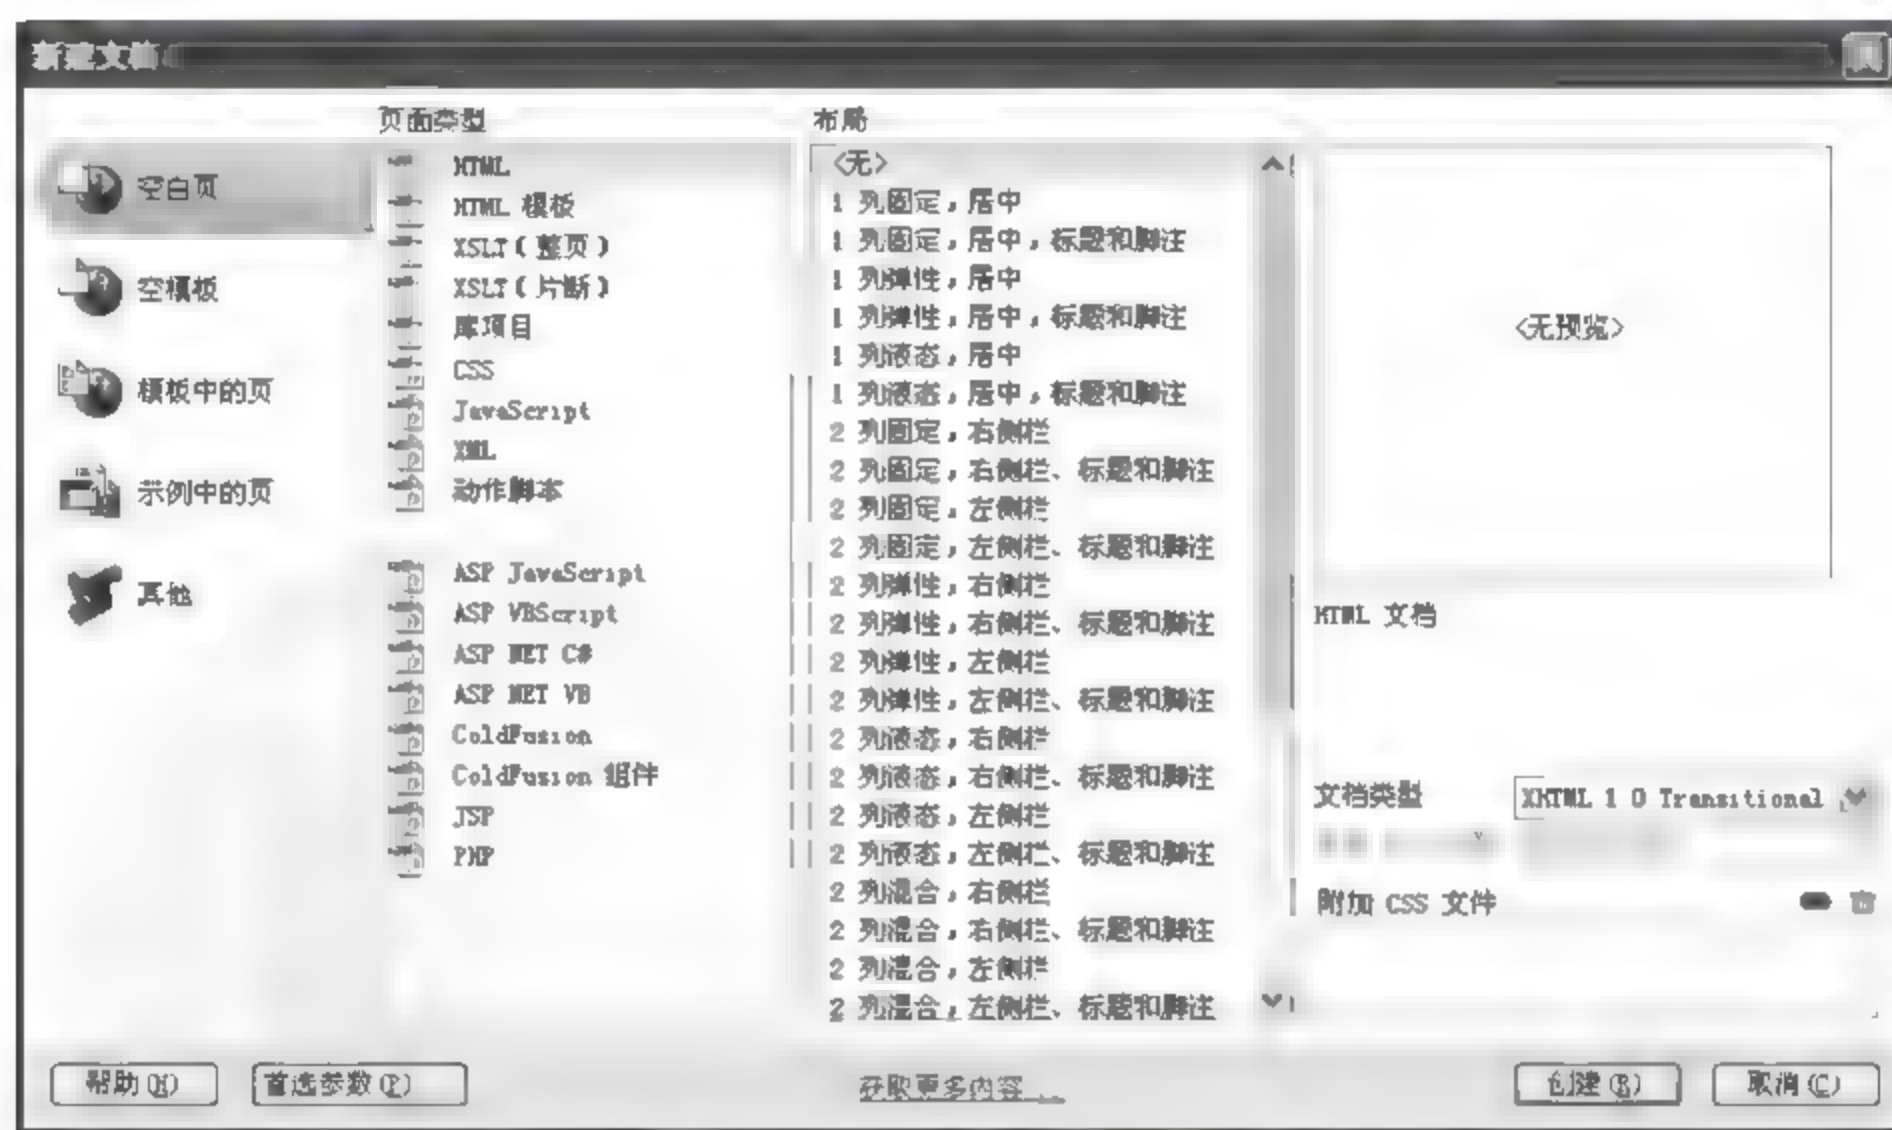 新建文档
空白页
空模板
模板中的页
示例中的页
其他
页面类型
HTML
HTML 模板
XSLT(整页)
XSLT(片断)
库项目
CSS
JavaScript
XML
动作脚本
ASP JavaScript
ASP VBScript
ASP NET C#
ASP NET VB
ColdFusion
ColdFusion 组件
JSP
PHP
布局
<无>
1 列固定,居中
1 列固定,居中,标题和脚注
1 列弹性,居中
1 列弹性,居中,标题和脚注
1 列液态,居中
1 列液态,居中,标题和脚注
2 列固定,右侧栏
2 列固定,右侧栏、标题和脚注
2 列固定,左侧栏
2 列固定,左侧栏、标题和脚注
2 列弹性,右侧栏
2 列弹性,右侧栏、标题和脚注
2 列弹性,左侧栏
2 列弹性,左侧栏、标题和脚注
2 列液态,右侧栏
2 列液态,右侧栏、标题和脚注
2 列液态,左侧栏
2 列液态,左侧栏、标题和脚注
2 列混合,右侧栏
2 列混合,右侧栏、标题和脚注
2 列混合,左侧栏
2 列混合,左侧栏、标题和脚注
<无预览>
HTML 文档
文档类型 XHTML 1 0 Transitional
附加 CSS 文件
帮助(H) 首选参数(P) 获取更多内容... 创建(R) 取消(C)